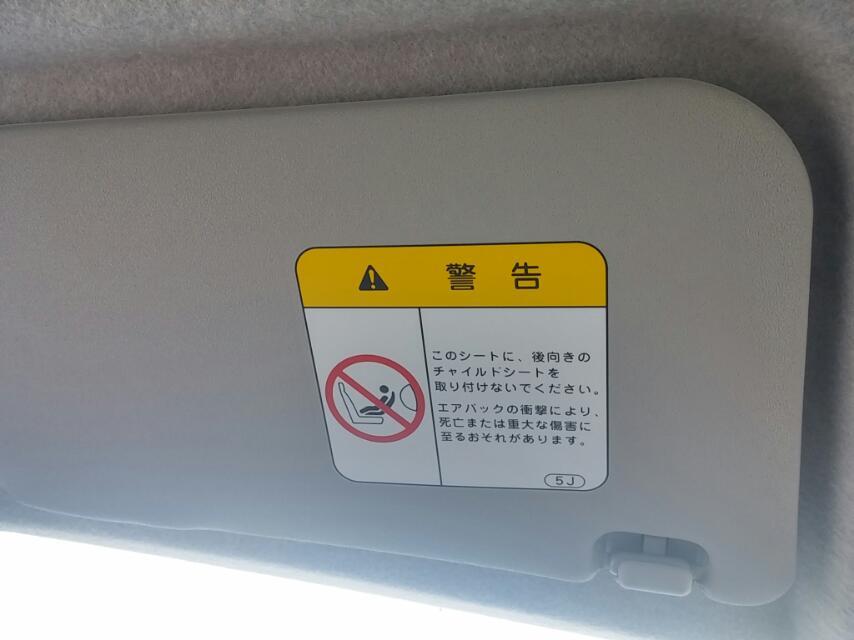 警告
このシートに、後向きの
チャイルドシートを
取り付けないでください。
エアバックの衝撃により、
死亡または重大な傷害に
至るおそれがあります。
5J